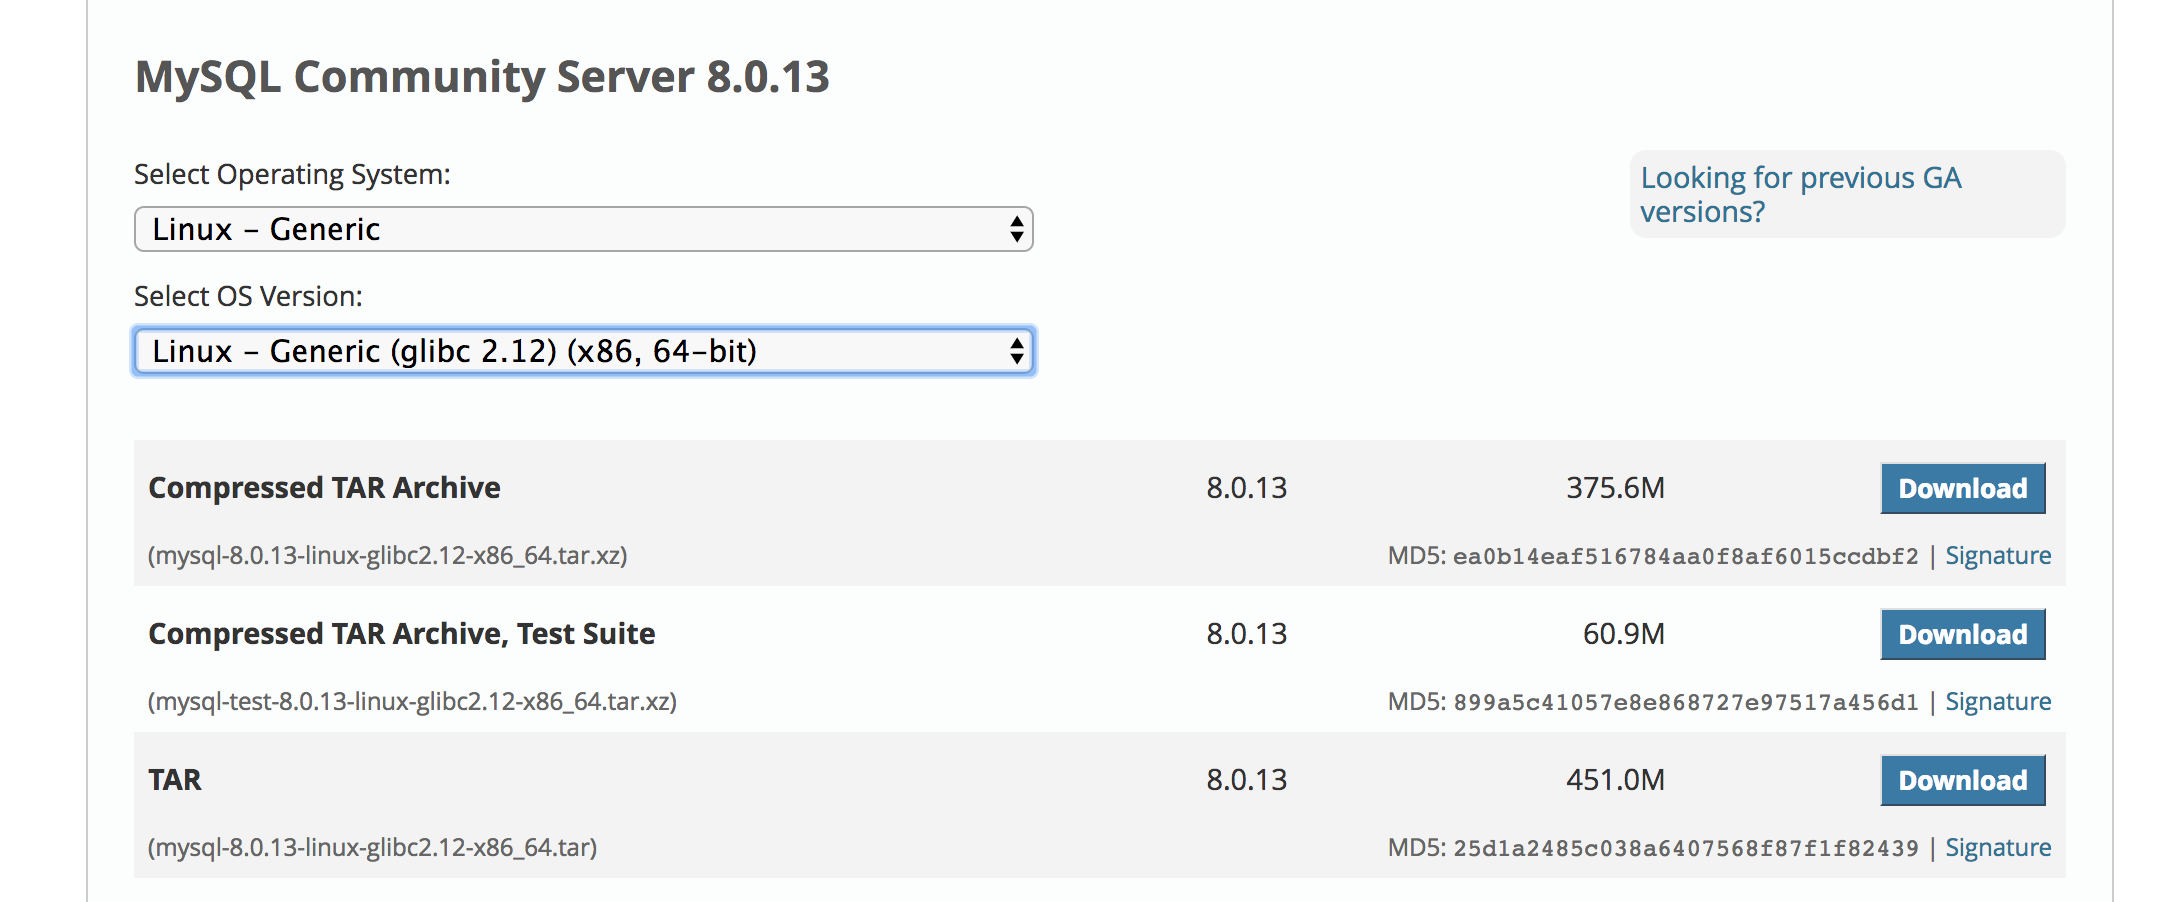 MySQL Community Server 8.0.13
Select Operating System:
Linux – Generic
Looking for previous GA
versions?
Select OS Version:
Linux – Generic (glibc 2.12) (x86, 64–bit)
Compressed TAR Archive 8.0.13 375.6M Download
(mysql-8.0.13-linux-glibc2.12-x86_64.tar.xz) MD5: ea0b14eaf516784aa0f8af6015ccdbf2 | Signature
Compressed TAR Archive, Test Suite 8.0.13 60.9M Download
(mysql-test-8.0.13-linux-glibc2.12-x86_64.tar.xz) MD5: 899a5c41057e8e868727e97517a456d1 | Signature
TAR 8.0.13 451.0M Download
(mysql-8.0.13-linux-glibc2.12-x86_64.tar) MD5: 25d1a2485c038a6407568f87f1f82439 | Signature